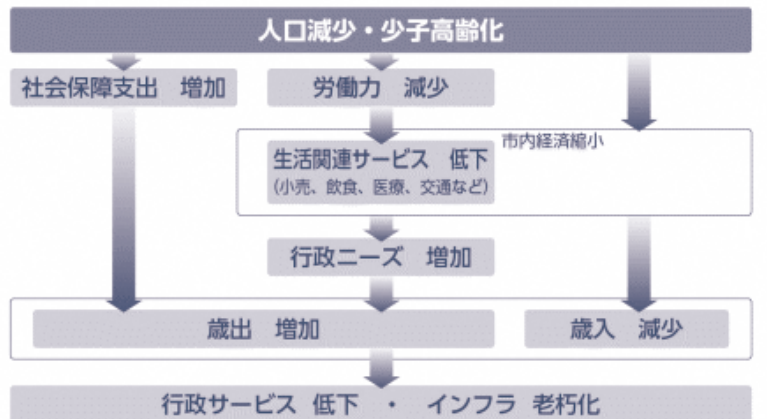 人口減少・少子高齢化
社会保障支出　増加
労働力　減少
市内経済縮小
生活関連サービス　低下
（小売、飲食、医療、交通など）
行政ニーズ　増加
歳出　増加
歳入　減少
行政サービス 低下 ・ インフラ 老朽化